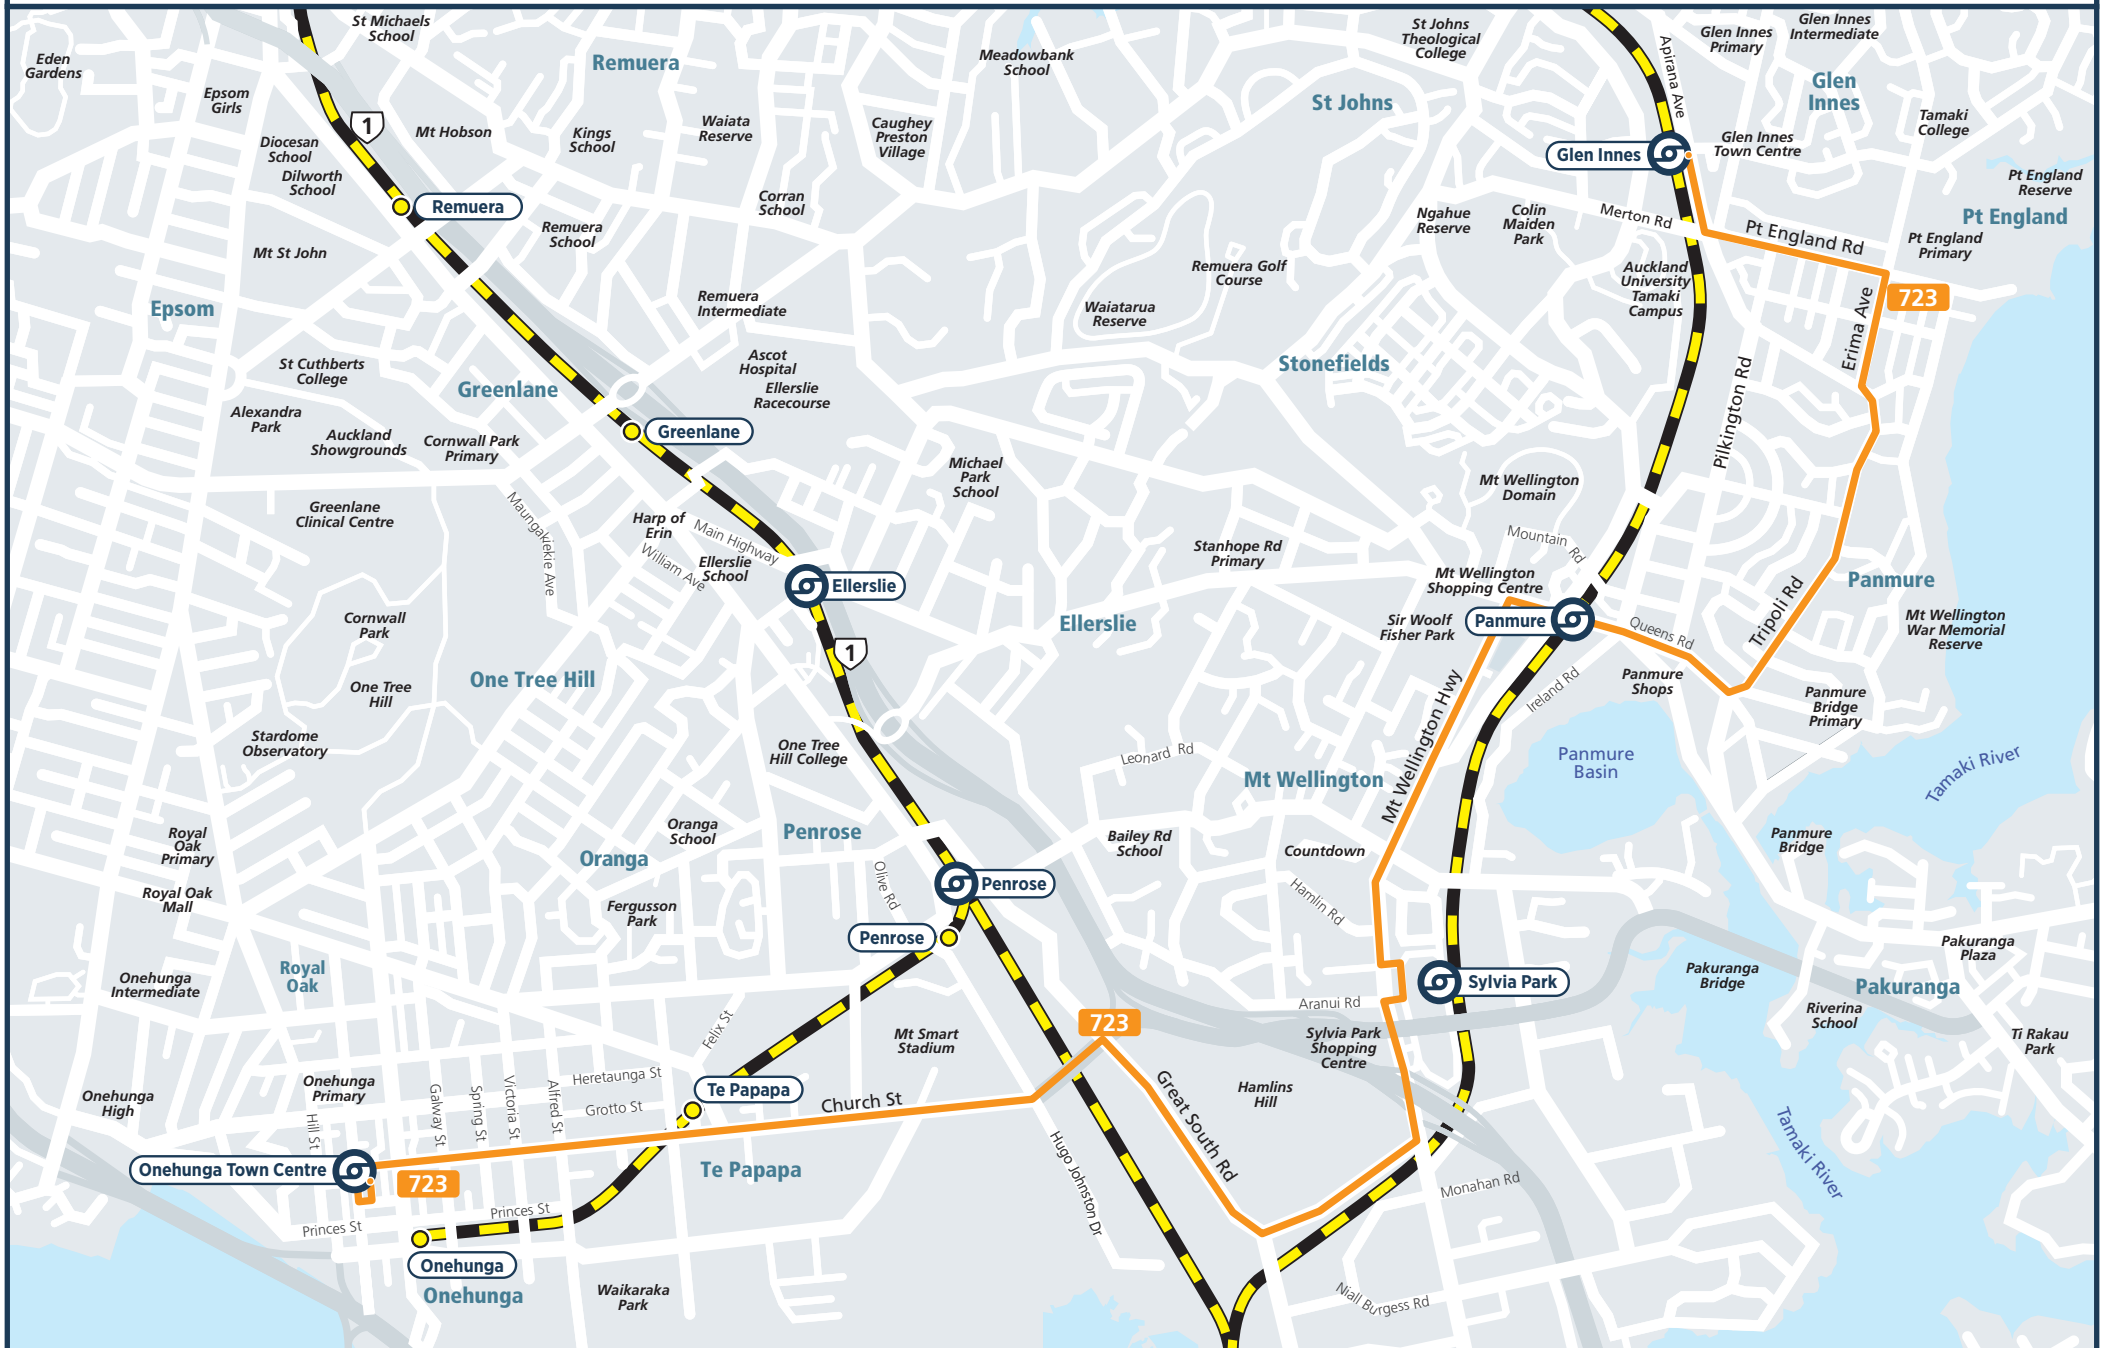 St Michaels
School
Eden
Gardens
Remuera
Meadowbank
School
St Johns
Theological
College
Apirana Ave
Glen Innes
Primary
Glen Innes
Intermediate
Epsom
Girls
1
Mt Hobson
Kings
School
Waiata
Reserve
Caughey
Preston
Village
St Johns
Glen
Innes
Tamaki
College
Diocesan
School
Dilworth
School
Glen Innes
Glen Innes
Town Centre
Pt England
Reserve
Remuera
Corran
School
Remuera
School
Mt St John
Ngahue
Reserve
Colin
Maiden
Park
Merton Rd
Pt England Rd
Pt England
Pt England
Primary
Remuera Golf
Course
Auckland
University
Tamaki
Campus
723
Epsom
Remuera
Intermediate
Waiatarua
Reserve
Erima Ave
St Cuthberts
College
Greenlane
Ascot
Hospital
Ellerslie
Racecourse
Stonefields
Pilkington Rd
Alexandra
Park
Auckland
Showgrounds
Cornwall Park
Primary
Greenlane
Michael
Park
School
Mt Wellington
Domain
Greenlane
Clinical Centre
Maungakiekie Ave
Harp of
Erin
Main Highway
William Ave
Ellerslie
School
Ellerslie
Stanhope Rd
Primary
Mountain Rd
Mt Wellington
Shopping Centre
Panmure
Cornwall
Park
Ellerslie
Sir Woolf
Fisher Park
Panmure
Queens Rd
Tripoli Rd
Mt Wellington
War Memorial
Reserve
1
One Tree Hill
One Tree
Hill
Ireland Rd
Panmure
Shops
Panmure
Bridge
Primary
Stardome
Observatory
One Tree
Hill College
Leonard Rd
Mt Wellington
Mt Wellington Hwy
Panmure
Basin
Tamaki River
Royal
Oak
Primary
Oranga
School
Penrose
Oranga
Bailey Rd
School
Countdown
Panmure
Bridge
Royal Oak
Mall
Fergusson
Park
Olive Rd
Penrose
Hamlin Rd
Penrose
Pakuranga
Plaza
Onehunga
Intermediate
Royal
Oak
Sylvia Park
Pakuranga
Bridge
Pakuranga
Aranui Rd
Riverina
School
Felix St
Mt Smart
Stadium
723
Sylvia Park
Shopping
Centre
Ti Rakau
Park
Onehunga
High
Onehunga
Primary
Heretaunga St
Te Papapa
Grotto St
Church St
Hamlins
Hill
Great South Rd
Hill St
Galway St
Spring St
Victoria St
Alfred St
Hugo Johnston Dr
Tamaki River
Onehunga Town Centre
723
Te Papapa
Monahan Rd
Princes St
Princes St
Onehunga
Onehunga
Waikaraka
Park
Niall Burgess Rd